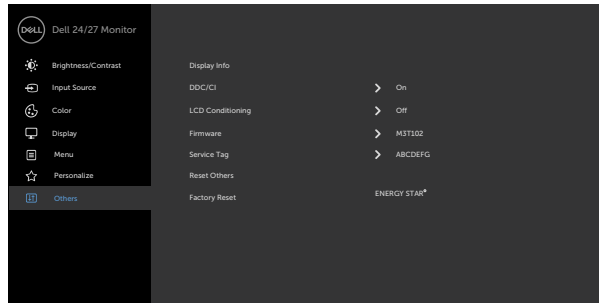 DELL Dell 24/27 Monitor
Brightness/Contrast
Input Source
Color
Display
Menu
Personalize
Others
Display Info
DDC/CI > On
LCD Conditioning > Off
Firmware > M3T102
Service Tag > ABCDEFG
Reset Others
Factory Reset ENERGY STAR®